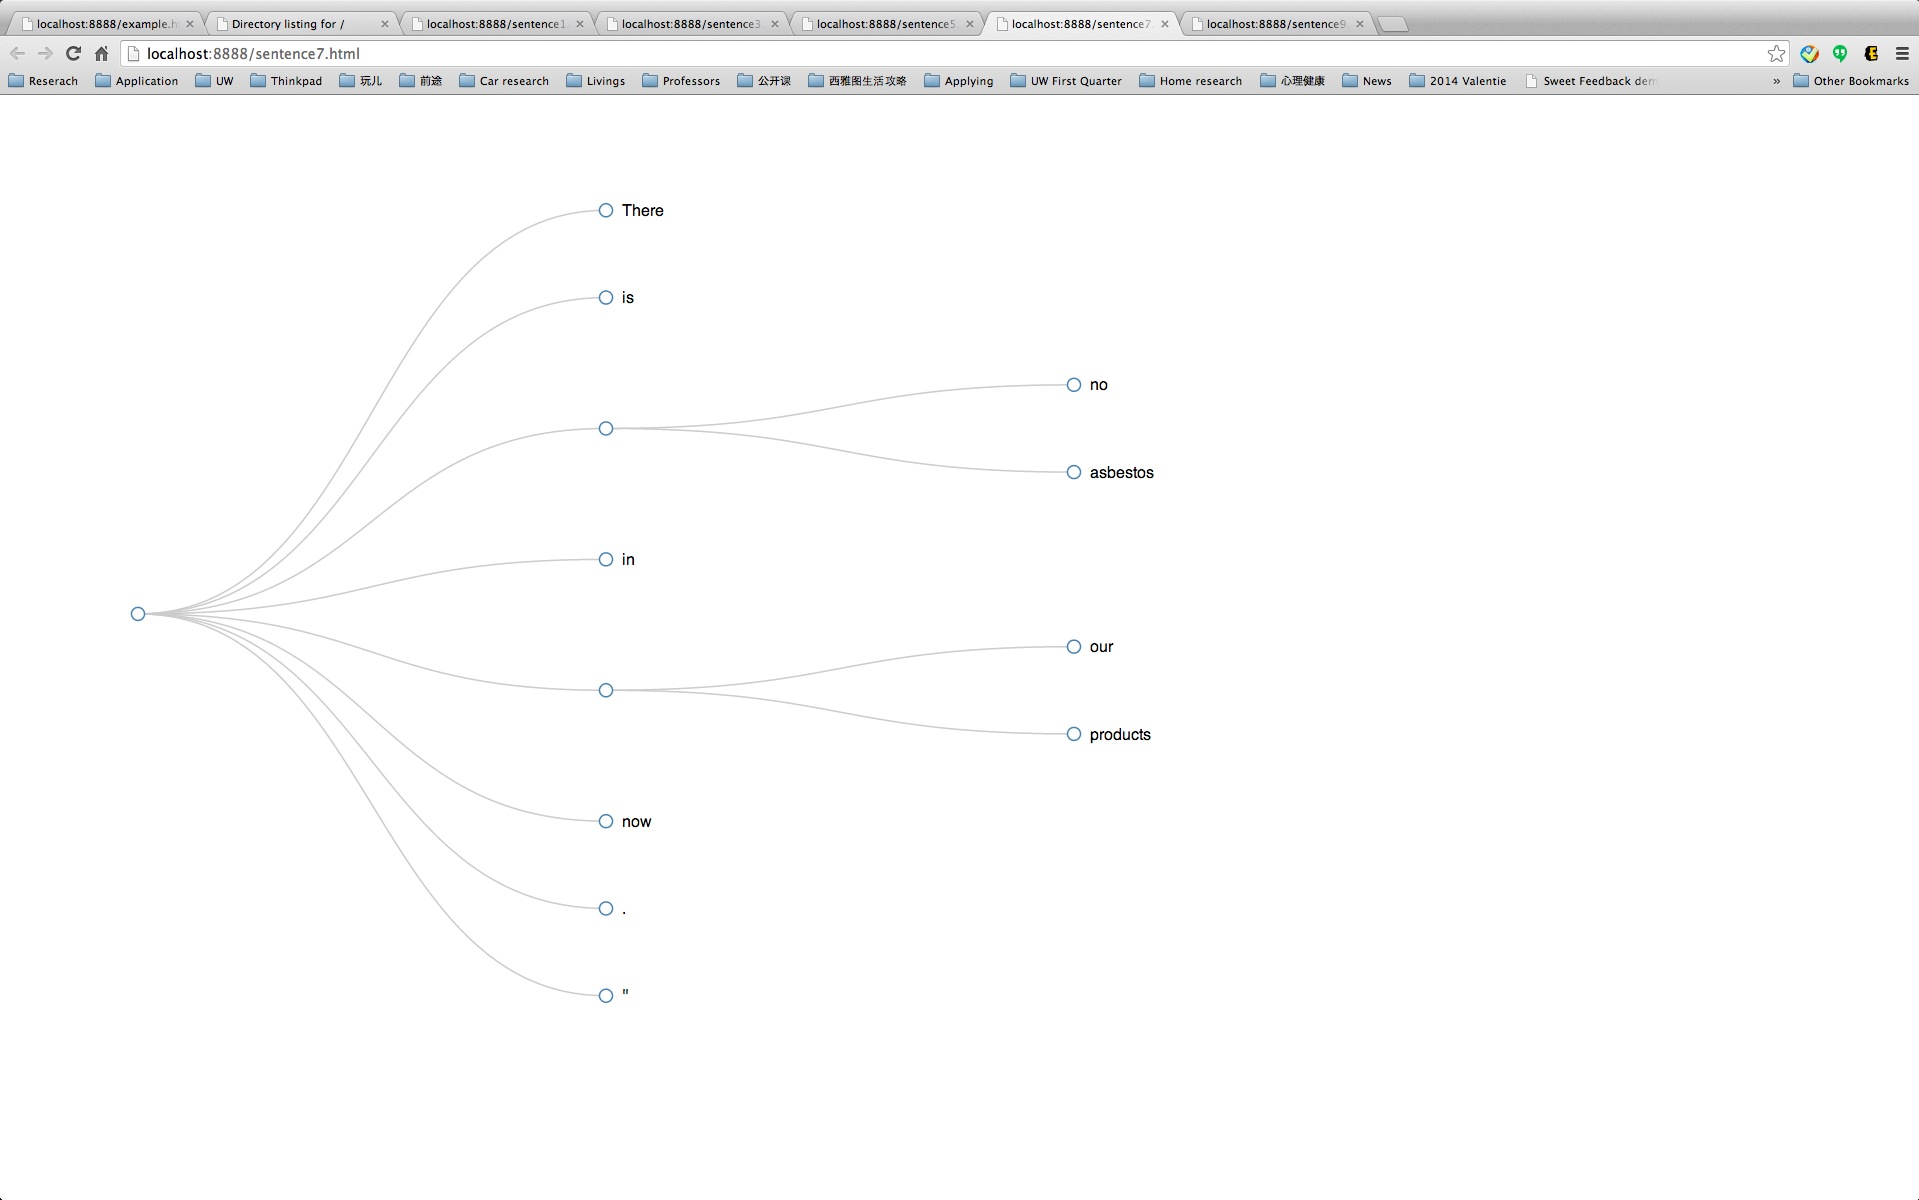 localhost:8888/example.h Directory listing for / localhost:8888/sentence1. localhost:8888/sentence3. localhost:8888/sentence5. localhost:8888/sentence7. localhost:8888/sentence9.
localhost:8888/sentence7.html
Reserach Application UW Thinkpad 玩儿 前途 Car research Livings Professors 公开课 西雅图生活攻略 Applying UW First Quarter Home research 心理健康 News 2014 Valentie Sweet Feedback dem » Other Bookmarks
There
is
no
asbestos
in
our
products
now
.
"